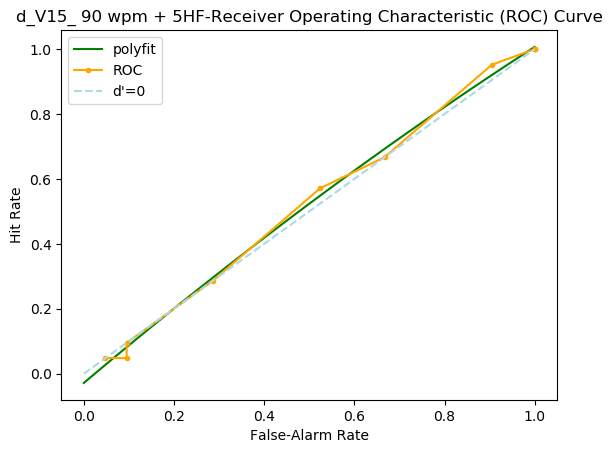 d_V15_ 90 wpm + 5HF-Receiver Operating Characteristic (ROC) Curve
polyfit
ROC
d'=0
1.0
0.8
0.6
0.4
0.2
0.0
Hit Rate
0.0 0.2 0.4 0.6 0.8 1.0
False-Alarm Rate